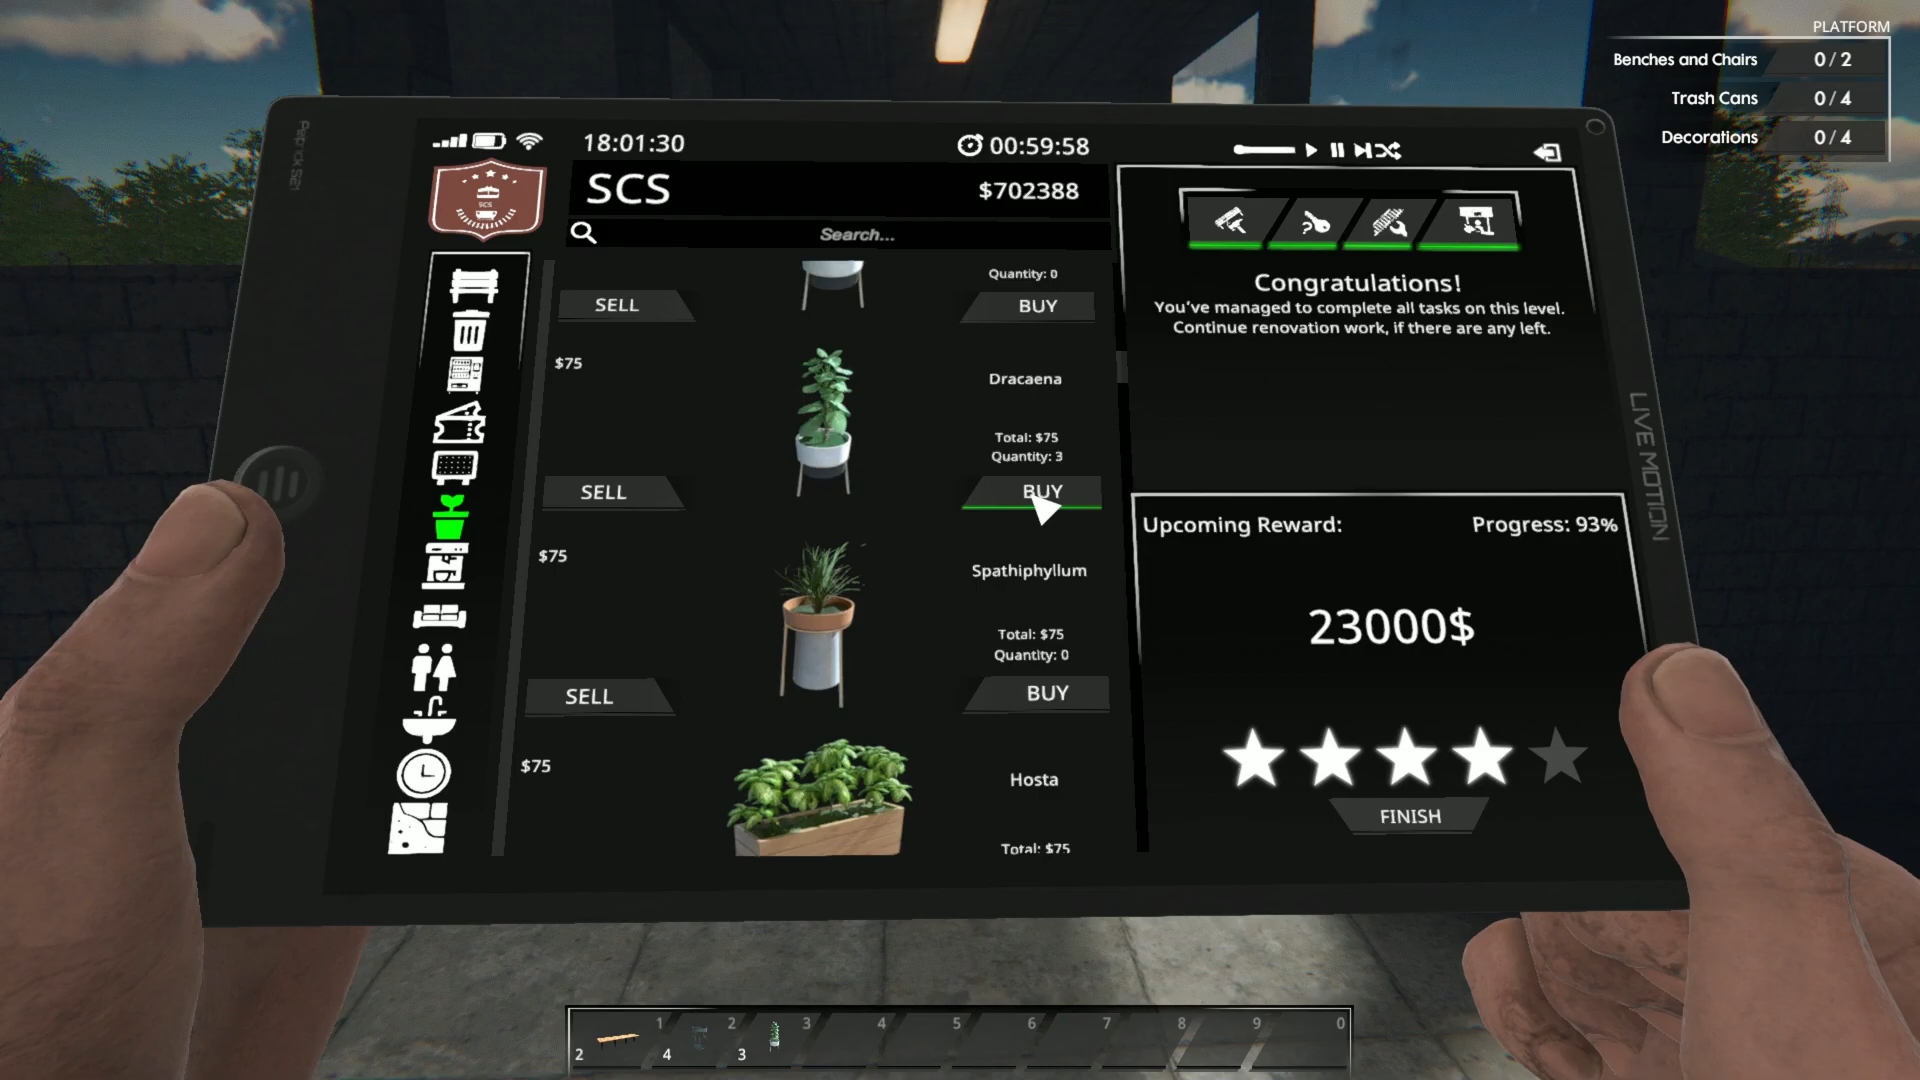 PLATFORM
Benches and Chairs 0 / 2
Trash Cans 0 / 4
Decorations 0 / 4
18:01:30
00:59:58
SCS
SCS
$702388
Search...
Quantity: 0
SELL
BUY
$75
Dracaena
Total: $75
Quantity: 3
SELL
BUY
$75
Spathiphyllum
Total: $75
Quantity: 0
SELL
BUY
$75
Hosta
Total: $75
Congratulations!
You've managed to complete all tasks on this level.
Continue renovation work, if there are any left.
Upcoming Reward:
Progress: 93%
23000$
FINISH
LIVE MOTION
1 2 3 4 5 6 7 8 9 0
2 4 3